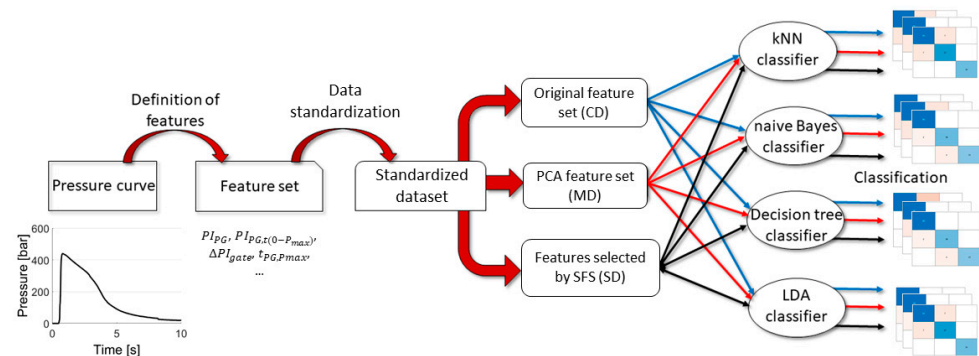 Definition of
features
Data
standardization
Pressure curve
Feature set
Standardized
dataset
PI_PG, PI_PG,t(0−P_max),
ΔPI_gate, t_PG,Pmax,
...
Pressure [bar]
600
400
200
0
0
5
10
Time [s]
Original feature
set (CD)
PCA feature set
(MD)
Features selected
by SFS (SD)
kNN
classifier
naive Bayes
classifier
Decision tree
classifier
LDA
classifier
Classification